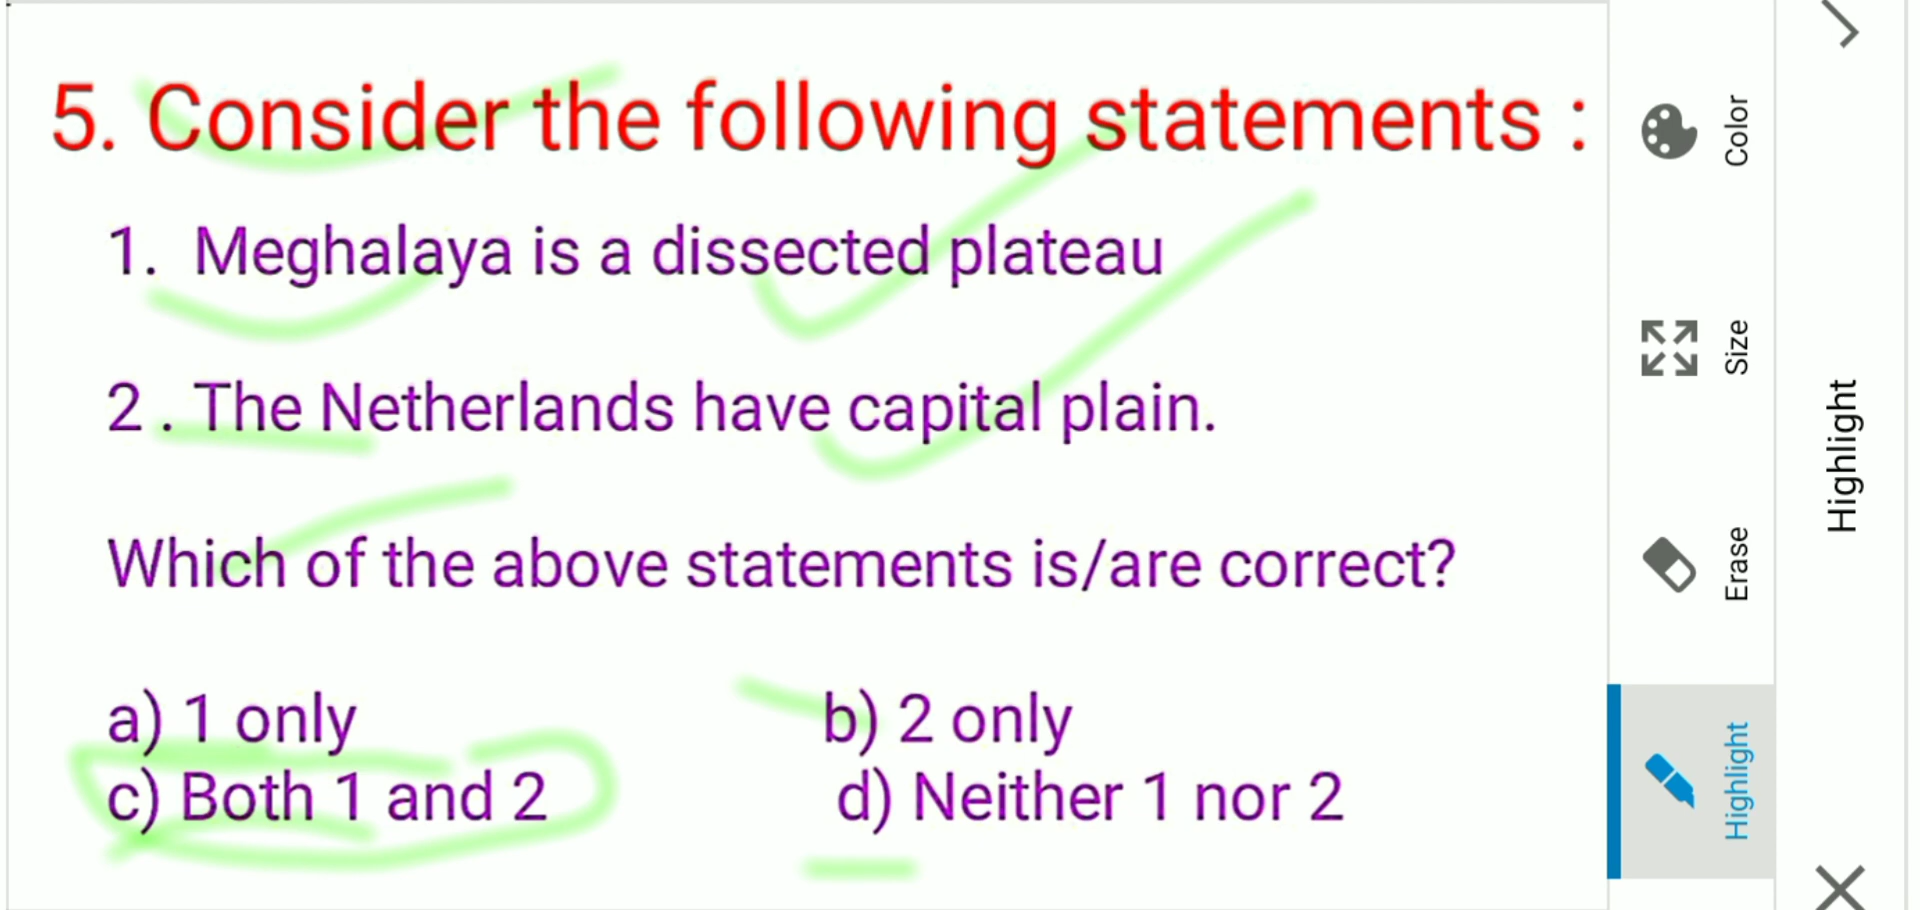 5. Consider the following statements :
1. Meghalaya is a dissected plateau
2 . The Netherlands have capital plain.
Which of the above statements is/are correct?
a) 1 only
b) 2 only
c) Both 1 and 2
d) Neither 1 nor 2
Color
Size
Erase
Highlight
Highlight